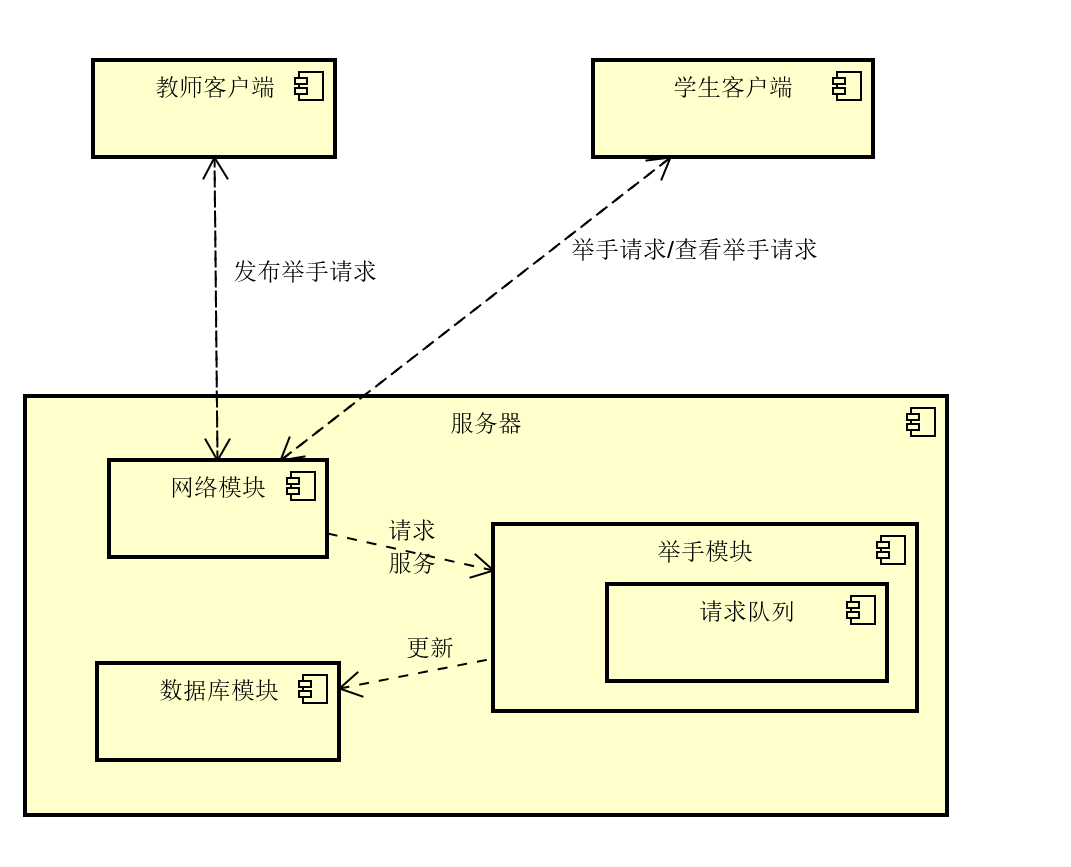 教师客户端
学生客户端
举手请求/查看举手请求
发布举手请求
服务器
网络模块
请求
服务
举手模块
请求队列
更新
数据库模块